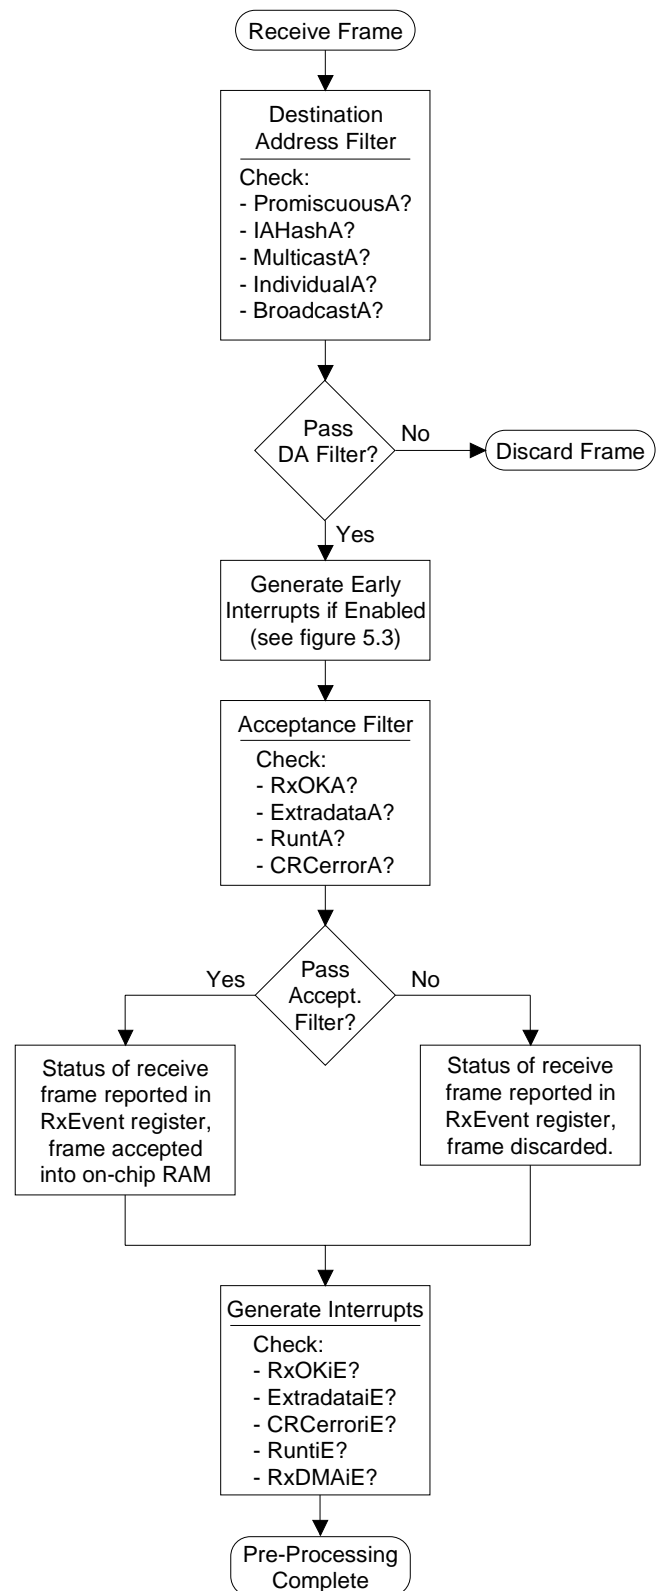 Receive Frame
Destination
Address Filter
Check:
- PromiscuousA?
- IAHashA?
- MulticastA?
- IndividualA?
- BroadcastA?
Pass
DA Filter?
No
Discard Frame
Yes
Generate Early
Interrupts if Enabled
(see figure 5.3)
Acceptance Filter
Check:
- RxOKA?
- ExtradataA?
- RuntA?
- CRCerrorA?
Yes
Pass
Accept.
Filter?
No
Status of receive
frame reported in
RxEvent register,
frame accepted
into on-chip RAM
Status of receive
frame reported in
RxEvent register,
frame discarded.
Generate Interrupts
Check:
- RxOKiE?
- ExtradataiE?
- CRCerroriE?
- RuntiE?
- RxDMAiE?
Pre-Processing
Complete